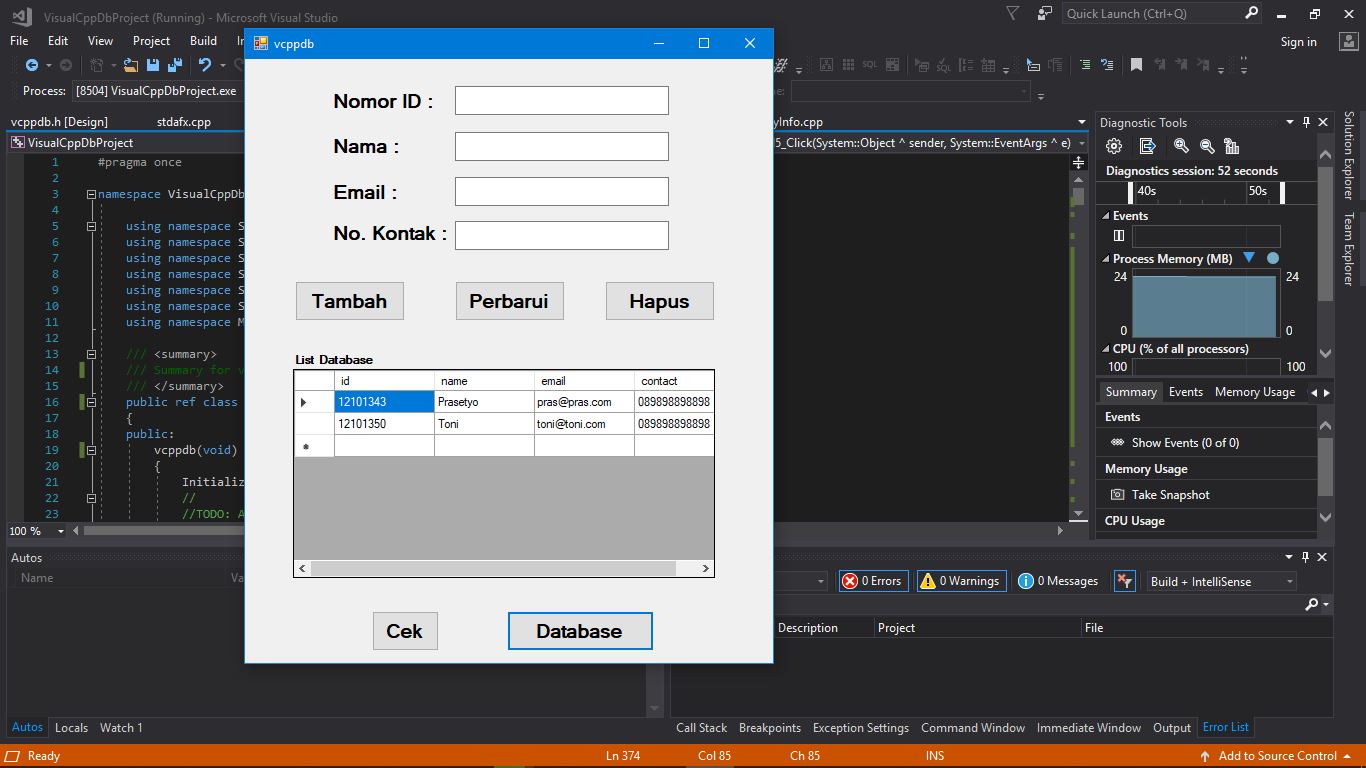 VisualCppDbProject (Running) - Microsoft Visual Studio
Quick Launch (Ctrl+Q)
File Edit View Project Build
Sign in
vcppdb
Process: [8504] VisualCppDbProject.exe
vcppdb.h [Design] stdafx.cpp
VisualCppDbProject
5_Click(System::Object ^ sender, System::EventArgs ^ e)
1 #pragma once
2
3 namespace VisualCppDb
4
5 using namespace S
6 using namespace S
7 using namespace S
8 using namespace S
9 using namespace S
10 using namespace S
11 using namespace M
12
13 /// <summary>
14 /// Summary for v
15 /// </summary>
16 public ref class
17 {
18 public:
19 vcppdb(void)
20 {
21 Initializ
22 //
23 //TODO: A
100 %
Nomor ID :
Nama :
Email :
No. Kontak :
Tambah Perbarui Hapus
List Database
id name email contact
12101343 Prasetyo pras@pras.com 089898898898
12101350 Toni toni@toni.com 089898898898
*
Cek Database
Diagnostic Tools
Diagnostics session: 52 seconds
40s 50s
Events
Process Memory (MB)
24 24
0 0
CPU (% of all processors)
100 100
Summary Events Memory Usage
Events
Show Events (0 of 0)
Memory Usage
Take Snapshot
CPU Usage
Solution Explorer
Team Explorer
Autos
Name
0 Errors 0 Warnings 0 Messages Build + IntelliSense
Description Project File
Autos Locals Watch 1
Call Stack Breakpoints Exception Settings Command Window Immediate Window Output Error List
Ready Ln 374 Col 85 Ch 85 INS Add to Source Control